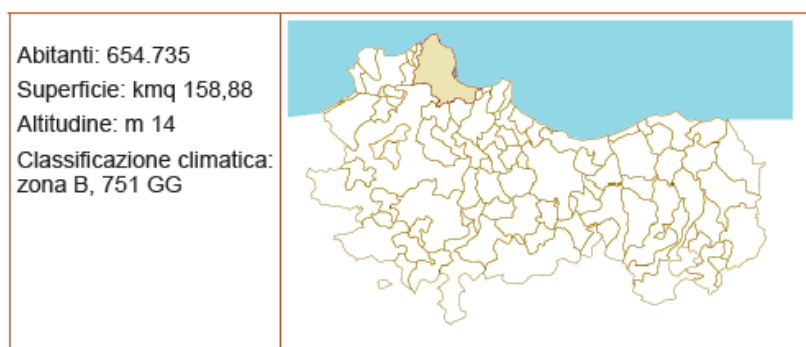 Abitanti: 654.735
Superficie: kmq 158,88
Altitudine: m 14
Classificazione climatica:
zona B, 751 GG